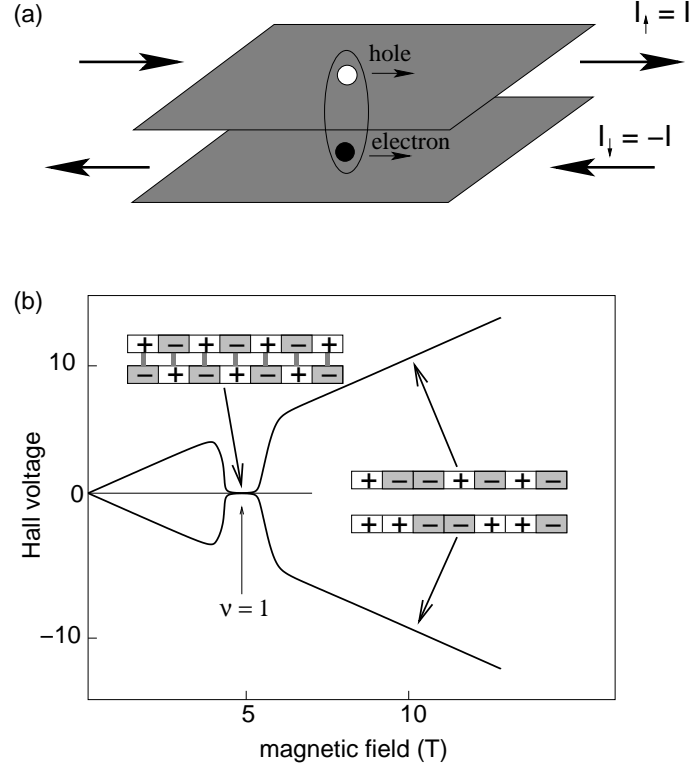 (a)
I↑ = I
hole
electron
I↓ = −I
(b)
+ − + − + − +
− + − + − + −
10
+ − − + − + −
0
+ + − − + + −
ν = 1
−10
5
10
Hall voltage
magnetic field (T)